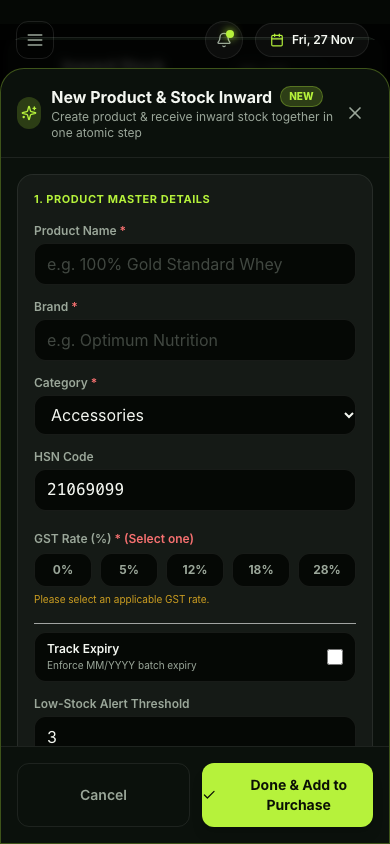 Fri, 27 Nov
New Product & Stock Inward NEW
Create product & receive inward stock together in
one atomic step
1. PRODUCT MASTER DETAILS
Product Name *
e.g. 100% Gold Standard Whey
Brand *
e.g. Optimum Nutrition
Category *
Accessories
HSN Code
21069099
GST Rate (%) * (Select one)
0% 5% 12% 18% 28%
Please select an applicable GST rate.
Track Expiry
Enforce MM/YYYY batch expiry
Low-Stock Alert Threshold
3
Cancel
Done & Add to
Purchase